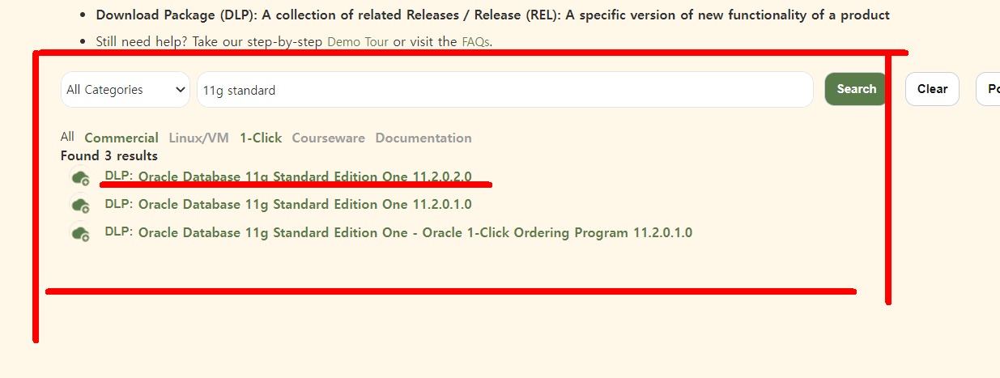 Download Package (DLP): A collection of related Releases / Release (REL): A specific version of new functionality of a product
Still need help? Take our step-by-step Demo Tour or visit the FAQs.
All Categories 11g standard Search Clear
All Commercial Linux/VM 1-Click Courseware Documentation
Found 3 results
DLP: Oracle Database 11g Standard Edition One 11.2.0.2.0
DLP: Oracle Database 11g Standard Edition One 11.2.0.1.0
DLP: Oracle Database 11g Standard Edition One - Oracle 1-Click Ordering Program 11.2.0.1.0